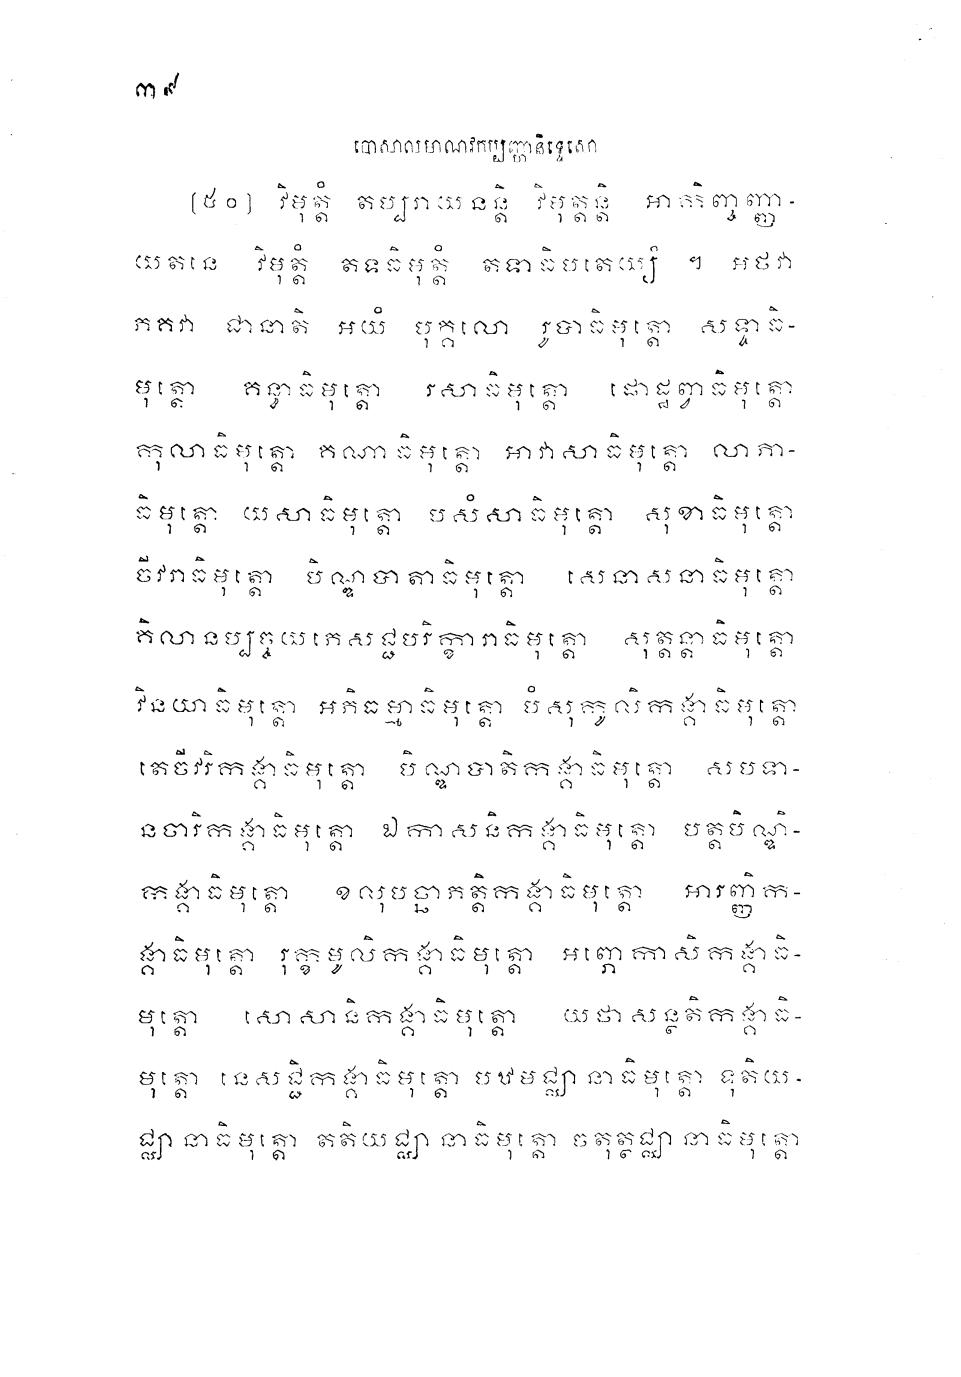 ៣៩
បោសាលមាណវកប្បញ្ហានិទ្ទេសោ
[៥០] វិមុត្តំ តប្បរាយនន្តិ វិមុត្តន្តិ អាកិញ្ចញ្ញា-
យតនេ វិមុត្តំ តទធិមុត្តំ តទាធិបតេយ្យំ ។ អថវា
ភគវា ជានាតិ អយំ បុគ្គលោ រូបាធិមុត្តោ សទ្ទាធិ-
មុត្តោ គន្ធាធិមុត្តោ រសាធិមុត្តោ ផោដ្ឋព្វាធិមុត្តោ
កុលាធិមុត្តោ គណាធិមុត្តោ អាវាសាធិមុត្តោ លាភា-
ធិមុត្តោ យសាធិមុត្តោ បសំសាធិមុត្តោ សុខាធិមុត្តោ
ចីវរាធិមុត្តោ បិណ្ឌបាតាធិមុត្តោ សេនាសនាធិមុត្តោ
គិលានប្បច្ចយភេសជ្ជបរិក្ខារាធិមុត្តោ សុត្តន្តាធិមុត្តោ
វិនយាធិមុត្តោ អភិធម្មាធិមុត្តោ បំសុកូលិកង្គាធិមុត្តោ
តេចីវរិកង្គាធិមុត្តោ បិណ្ឌបាតិកង្គាធិមុត្តោ សបទា-
នចារិកង្គាធិមុត្តោ ឯកាសនិកង្គាធិមុត្តោ បត្តបិណ្ឌិ-
កង្គាធិមុត្តោ ខលុបច្ឆាភត្តិកង្គាធិមុត្តោ អារញ្ញិក-
ង្គាធិមុត្តោ រុក្ខមូលិកង្គាធិមុត្តោ អព្ភោកាសិកង្គាធិ-
មុត្តោ សោសានិកង្គាធិមុត្តោ យថាសន្ថតិកង្គាធិ-
មុត្តោ នេសជ្ជិកង្គាធិមុត្តោ បឋមជ្ឈានាធិមុត្តោ ទុតិយ-
ជ្ឈានាធិមុត្តោ តតិយជ្ឈានាធិមុត្តោ ចតុត្ថជ្ឈានាធិមុត្តោ